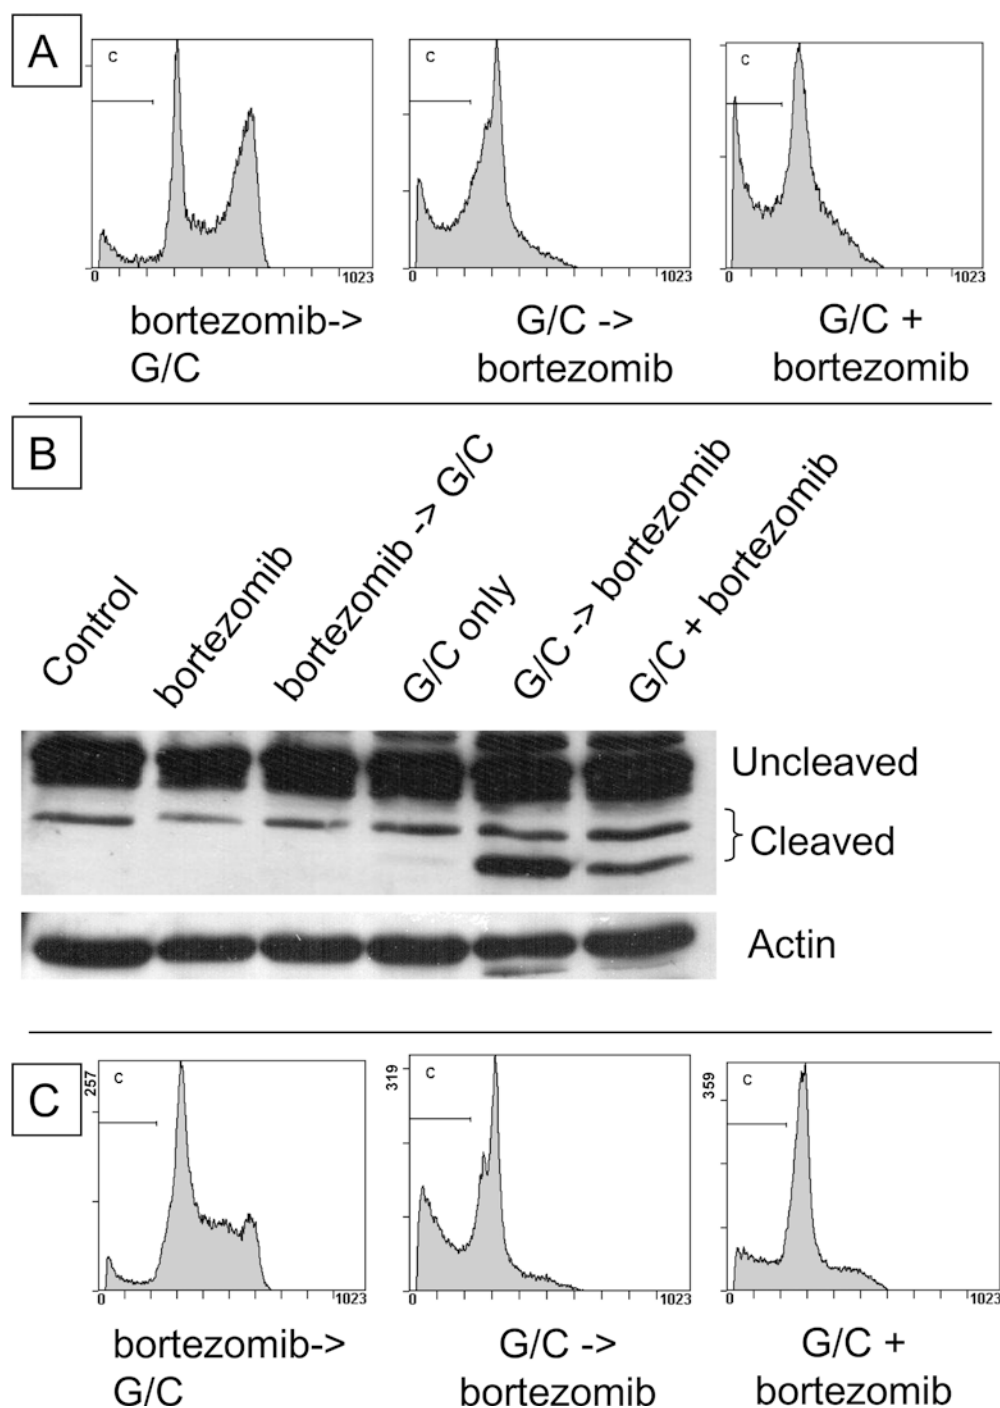 A
C
0
1023
bortezomib->
G/C
C
0
1023
G/C ->
bortezomib
C
0
1023
G/C +
bortezomib
B
Control
bortezomib
bortezomib -> G/C
G/C only
G/C -> bortezomib
G/C + bortezomib
Uncleaved
Cleaved
Actin
C
257
C
0
1023
bortezomib->
G/C
319
C
0
1023
G/C ->
bortezomib
359
C
0
1023
G/C +
bortezomib